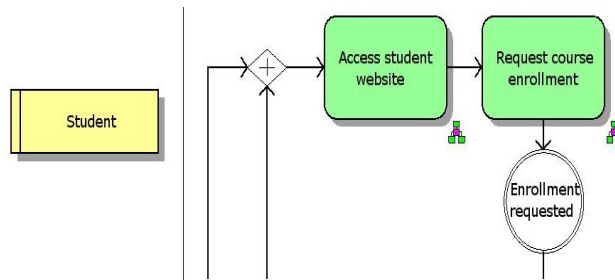 Student
Access student
website
Request course
enrollment
Enrollment
requested